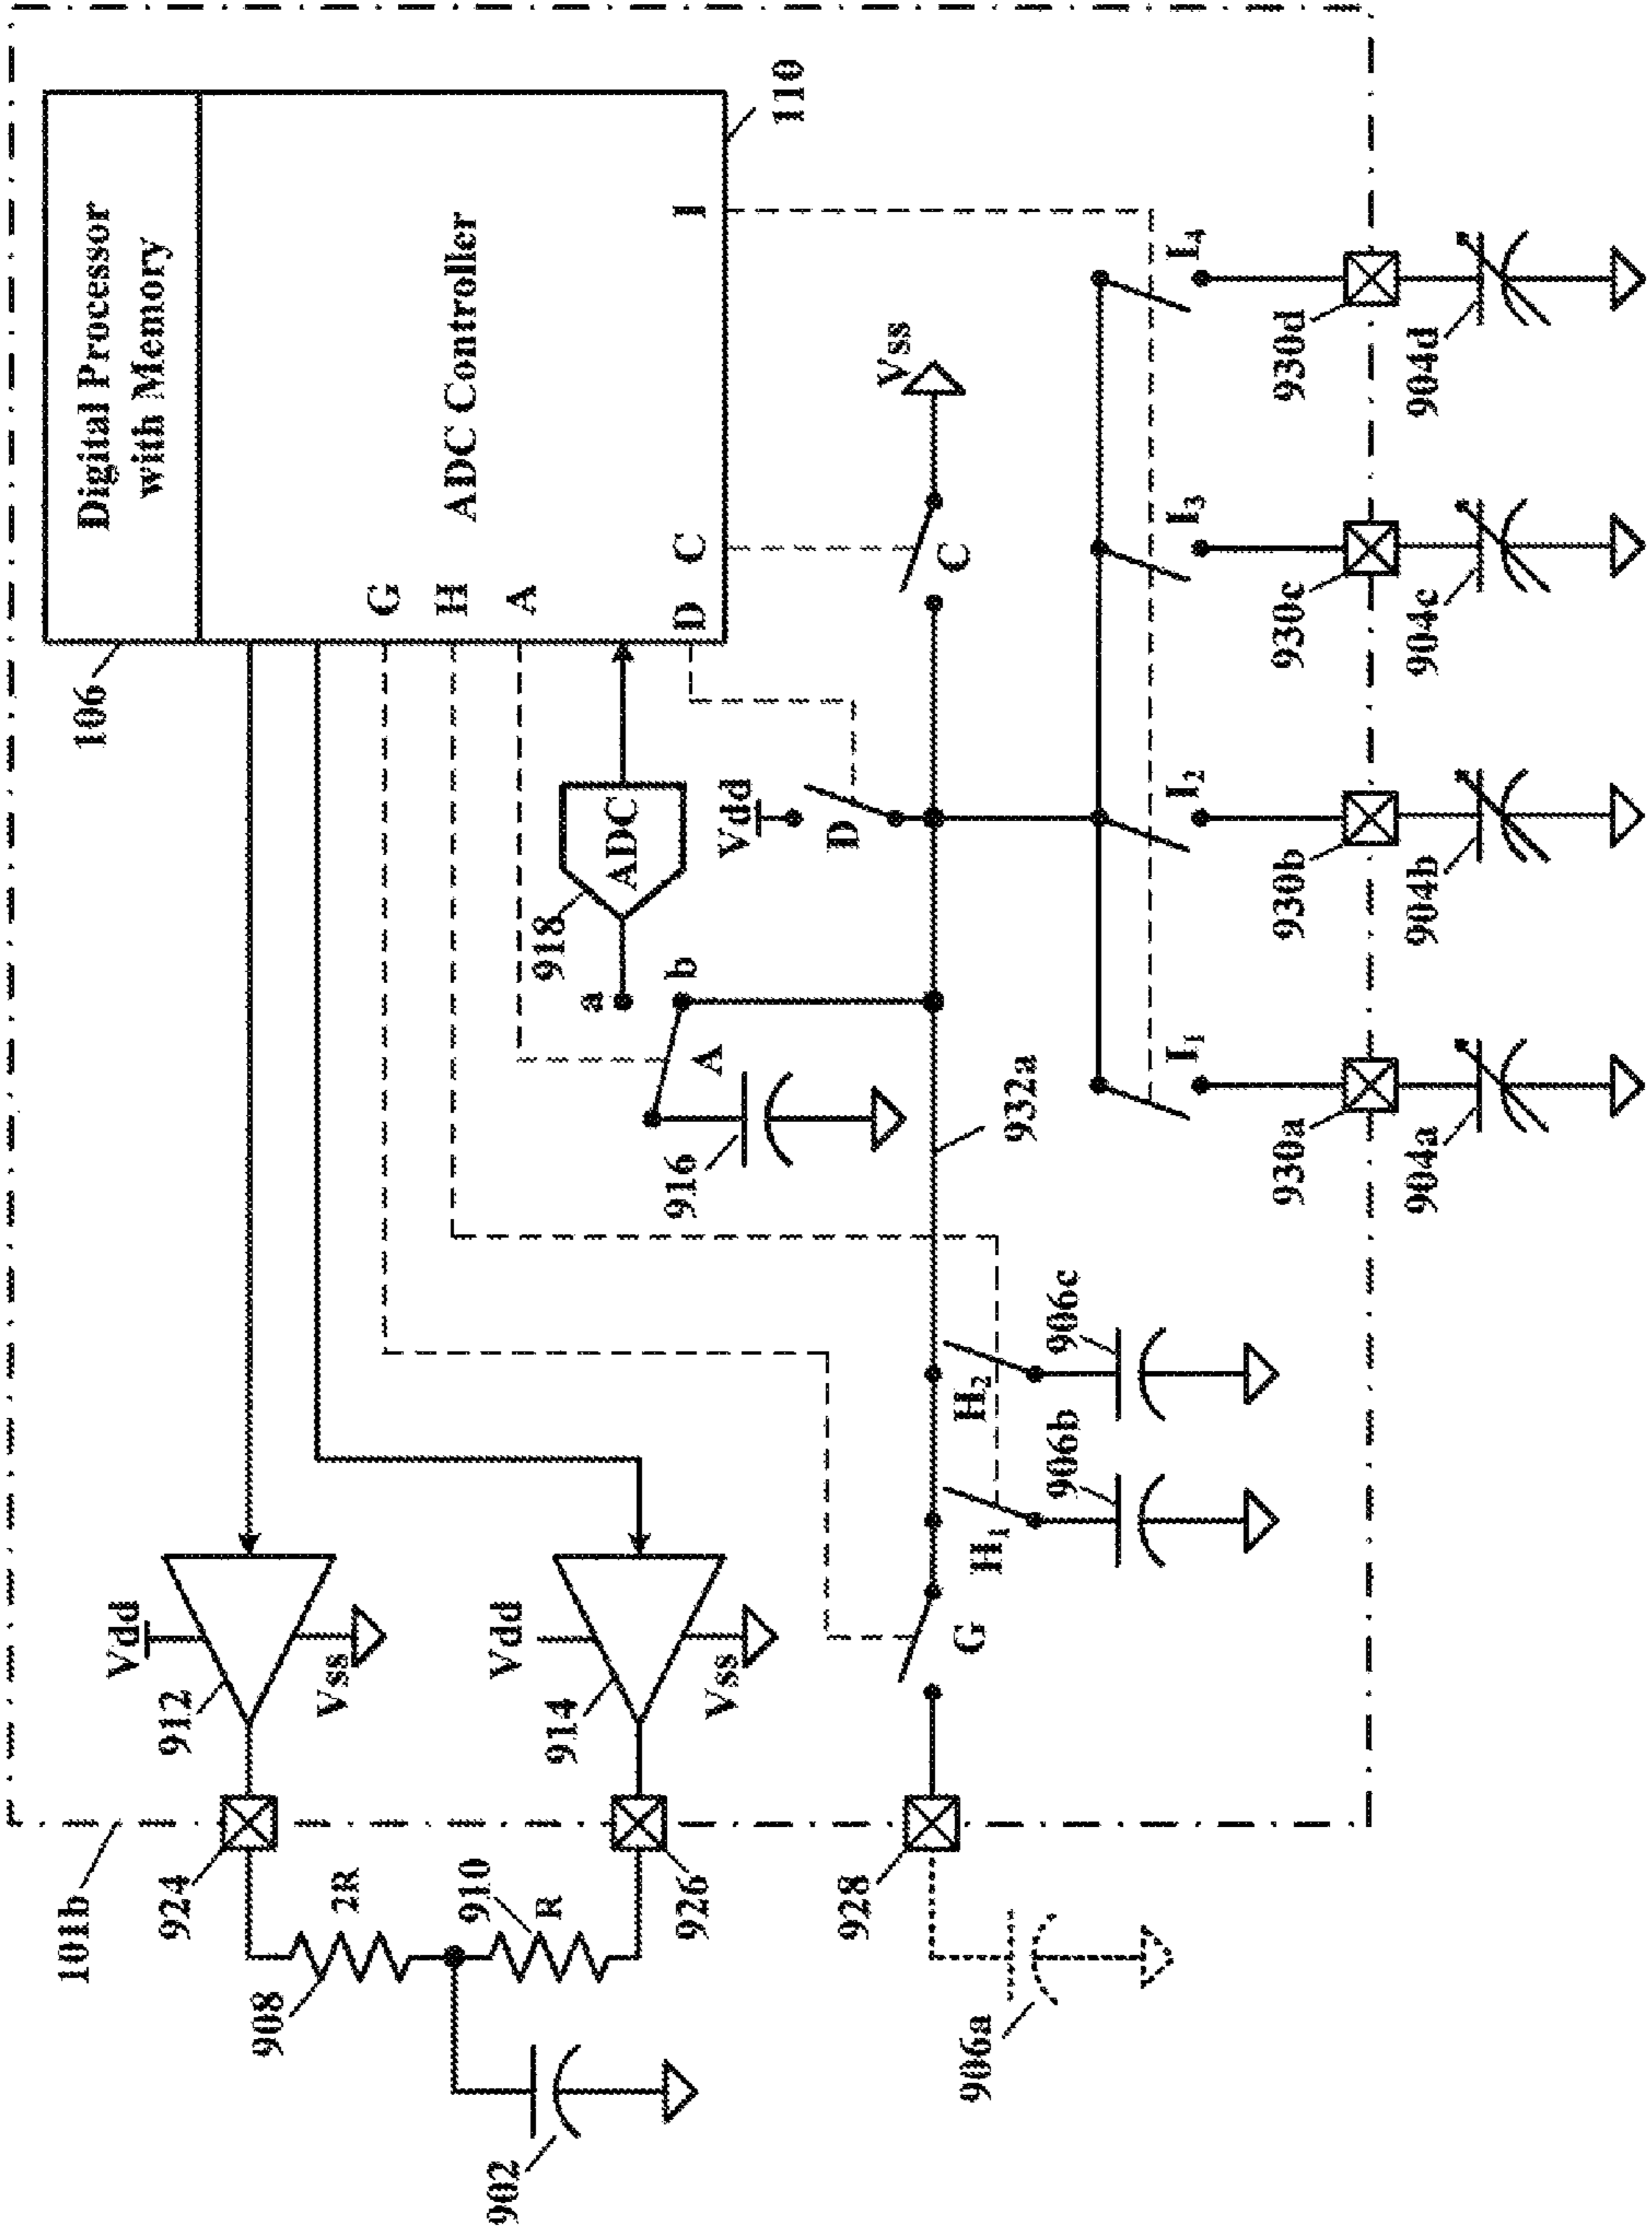 Digital Processor
with Memory
106
ADC Controller
110
G
H
A
D
C
I
101b
924
912
Vdd
Vss
908
2R
902
910
R
926
914
Vdd
Vss
918
ADC
a
b
A
916
Vdd
D
928
G
906a
H1
H2
906b
906c
932a
C
Vss
I1
I2
I3
I4
930a
930b
930c
930d
904a
904b
904c
904d